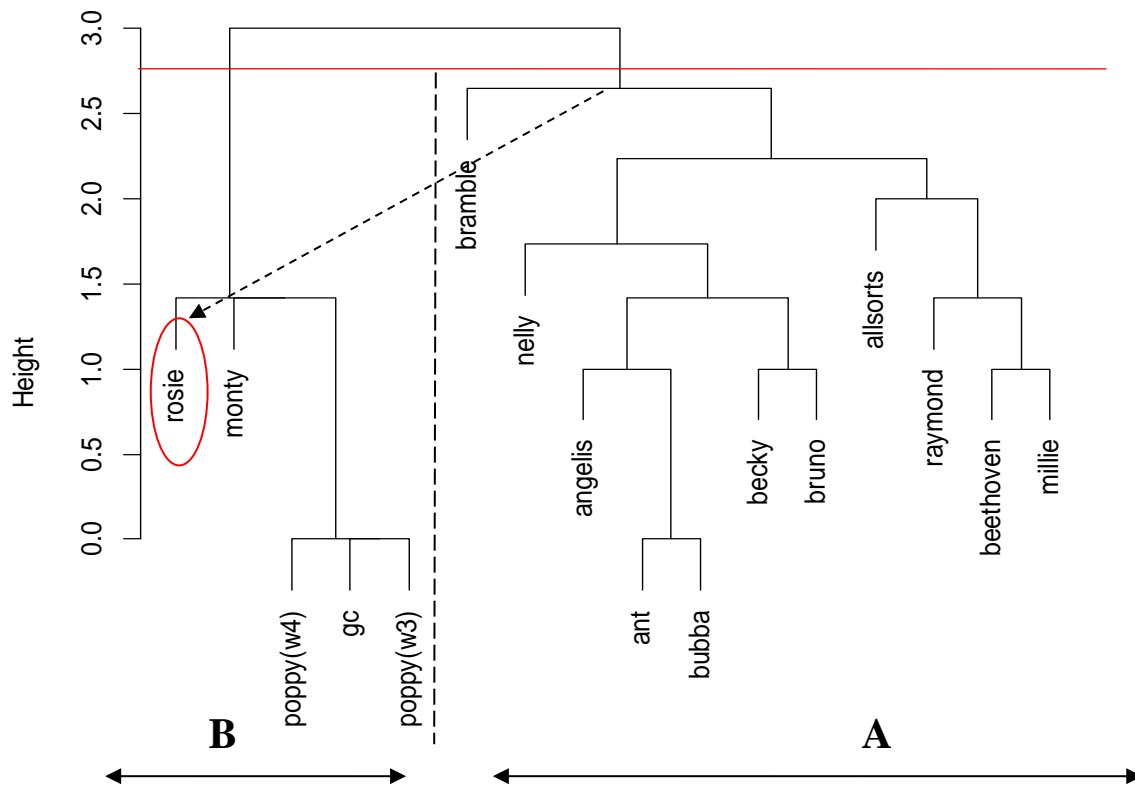 Height
3.0
2.5
2.0
1.5
1.0
0.5
0.0
rosie
monty
poppy(w4)
gc
poppy(w3)
bramble
nelly
angelis
ant
bubba
becky
bruno
allsorts
raymond
beethoven
millie
B
A